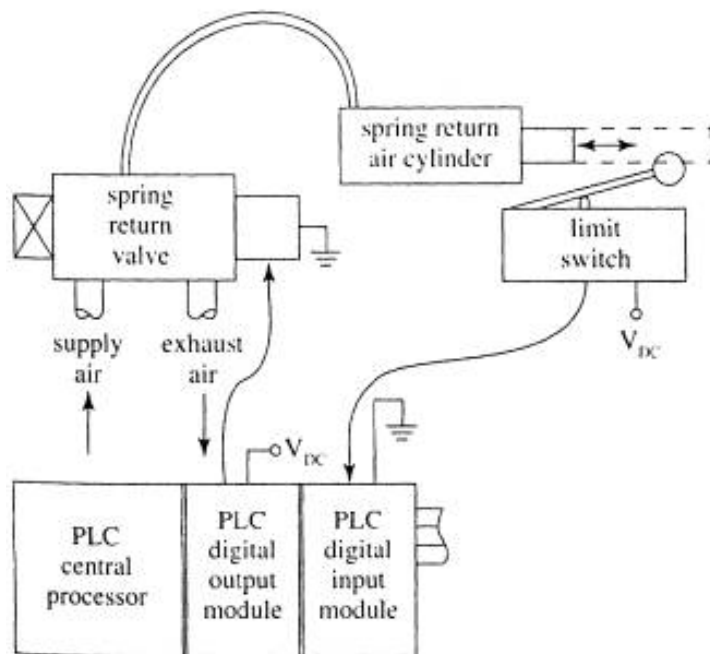 spring return
air cylinder
spring
return
valve
limit
switch
supply
air
exhaust
air
V_DC
V_DC
PLC
central
processor
PLC
digital
output
module
PLC
digital
input
module